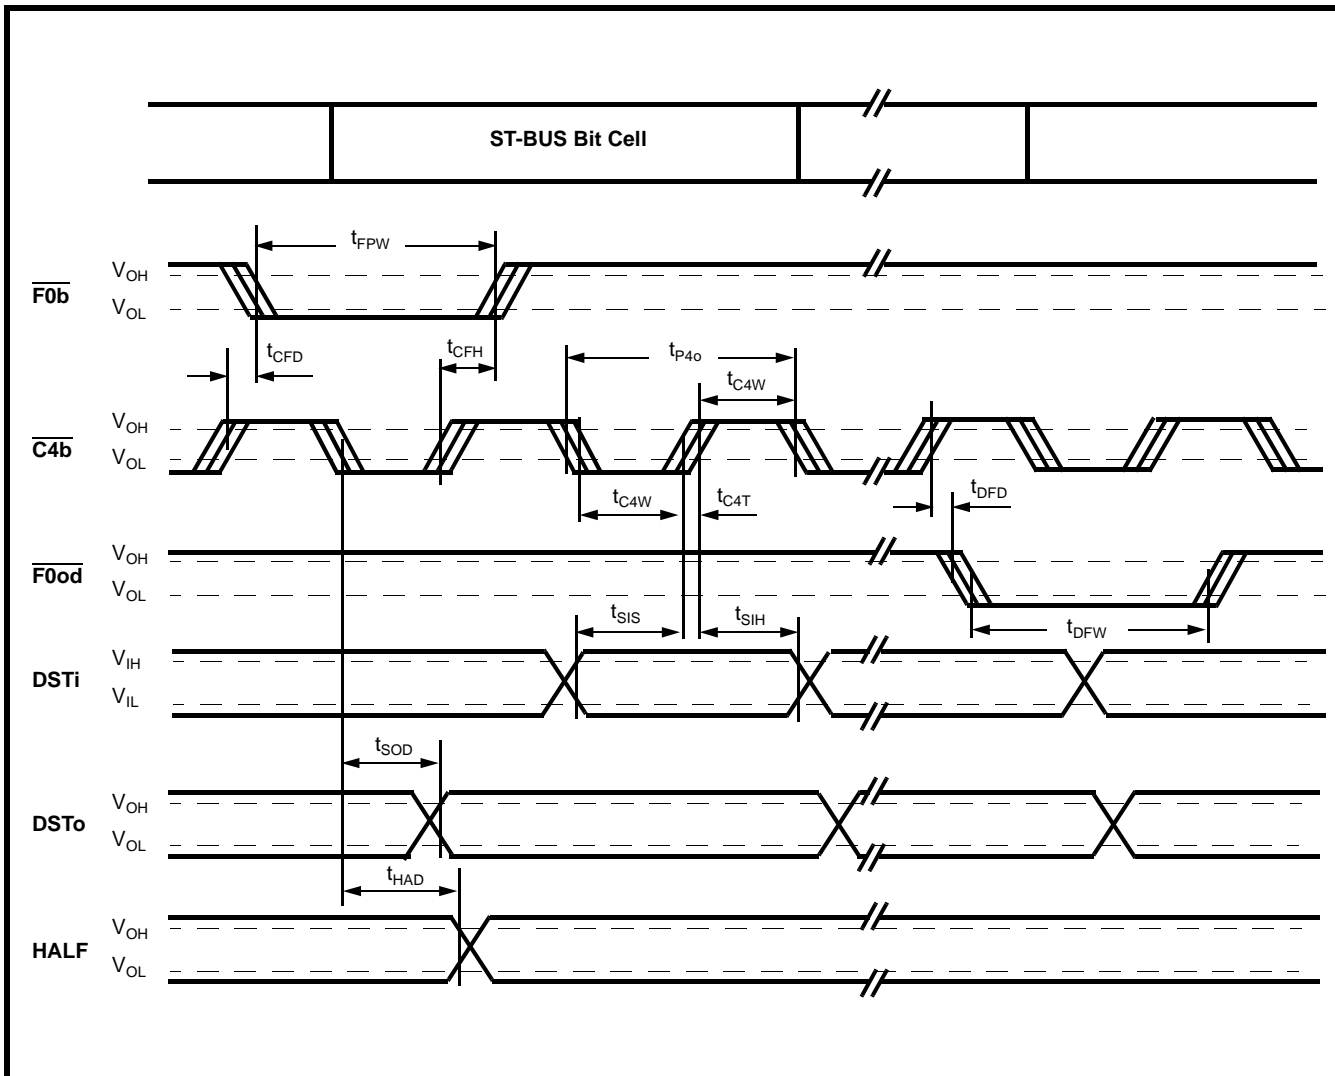 ST-BUS Bit Cell
tFPW
VOH
F0b
VOL
tCFD
tCFH
tP4o
tC4W
VOH
C4b
VOL
tC4W
tC4T
tDFD
VOH
F0od
VOL
tSIS
tSIH
tDFW
VIH
DSTi
VIL
tSOD
VOH
DSTo
VOL
tHAD
VOH
HALF
VOL